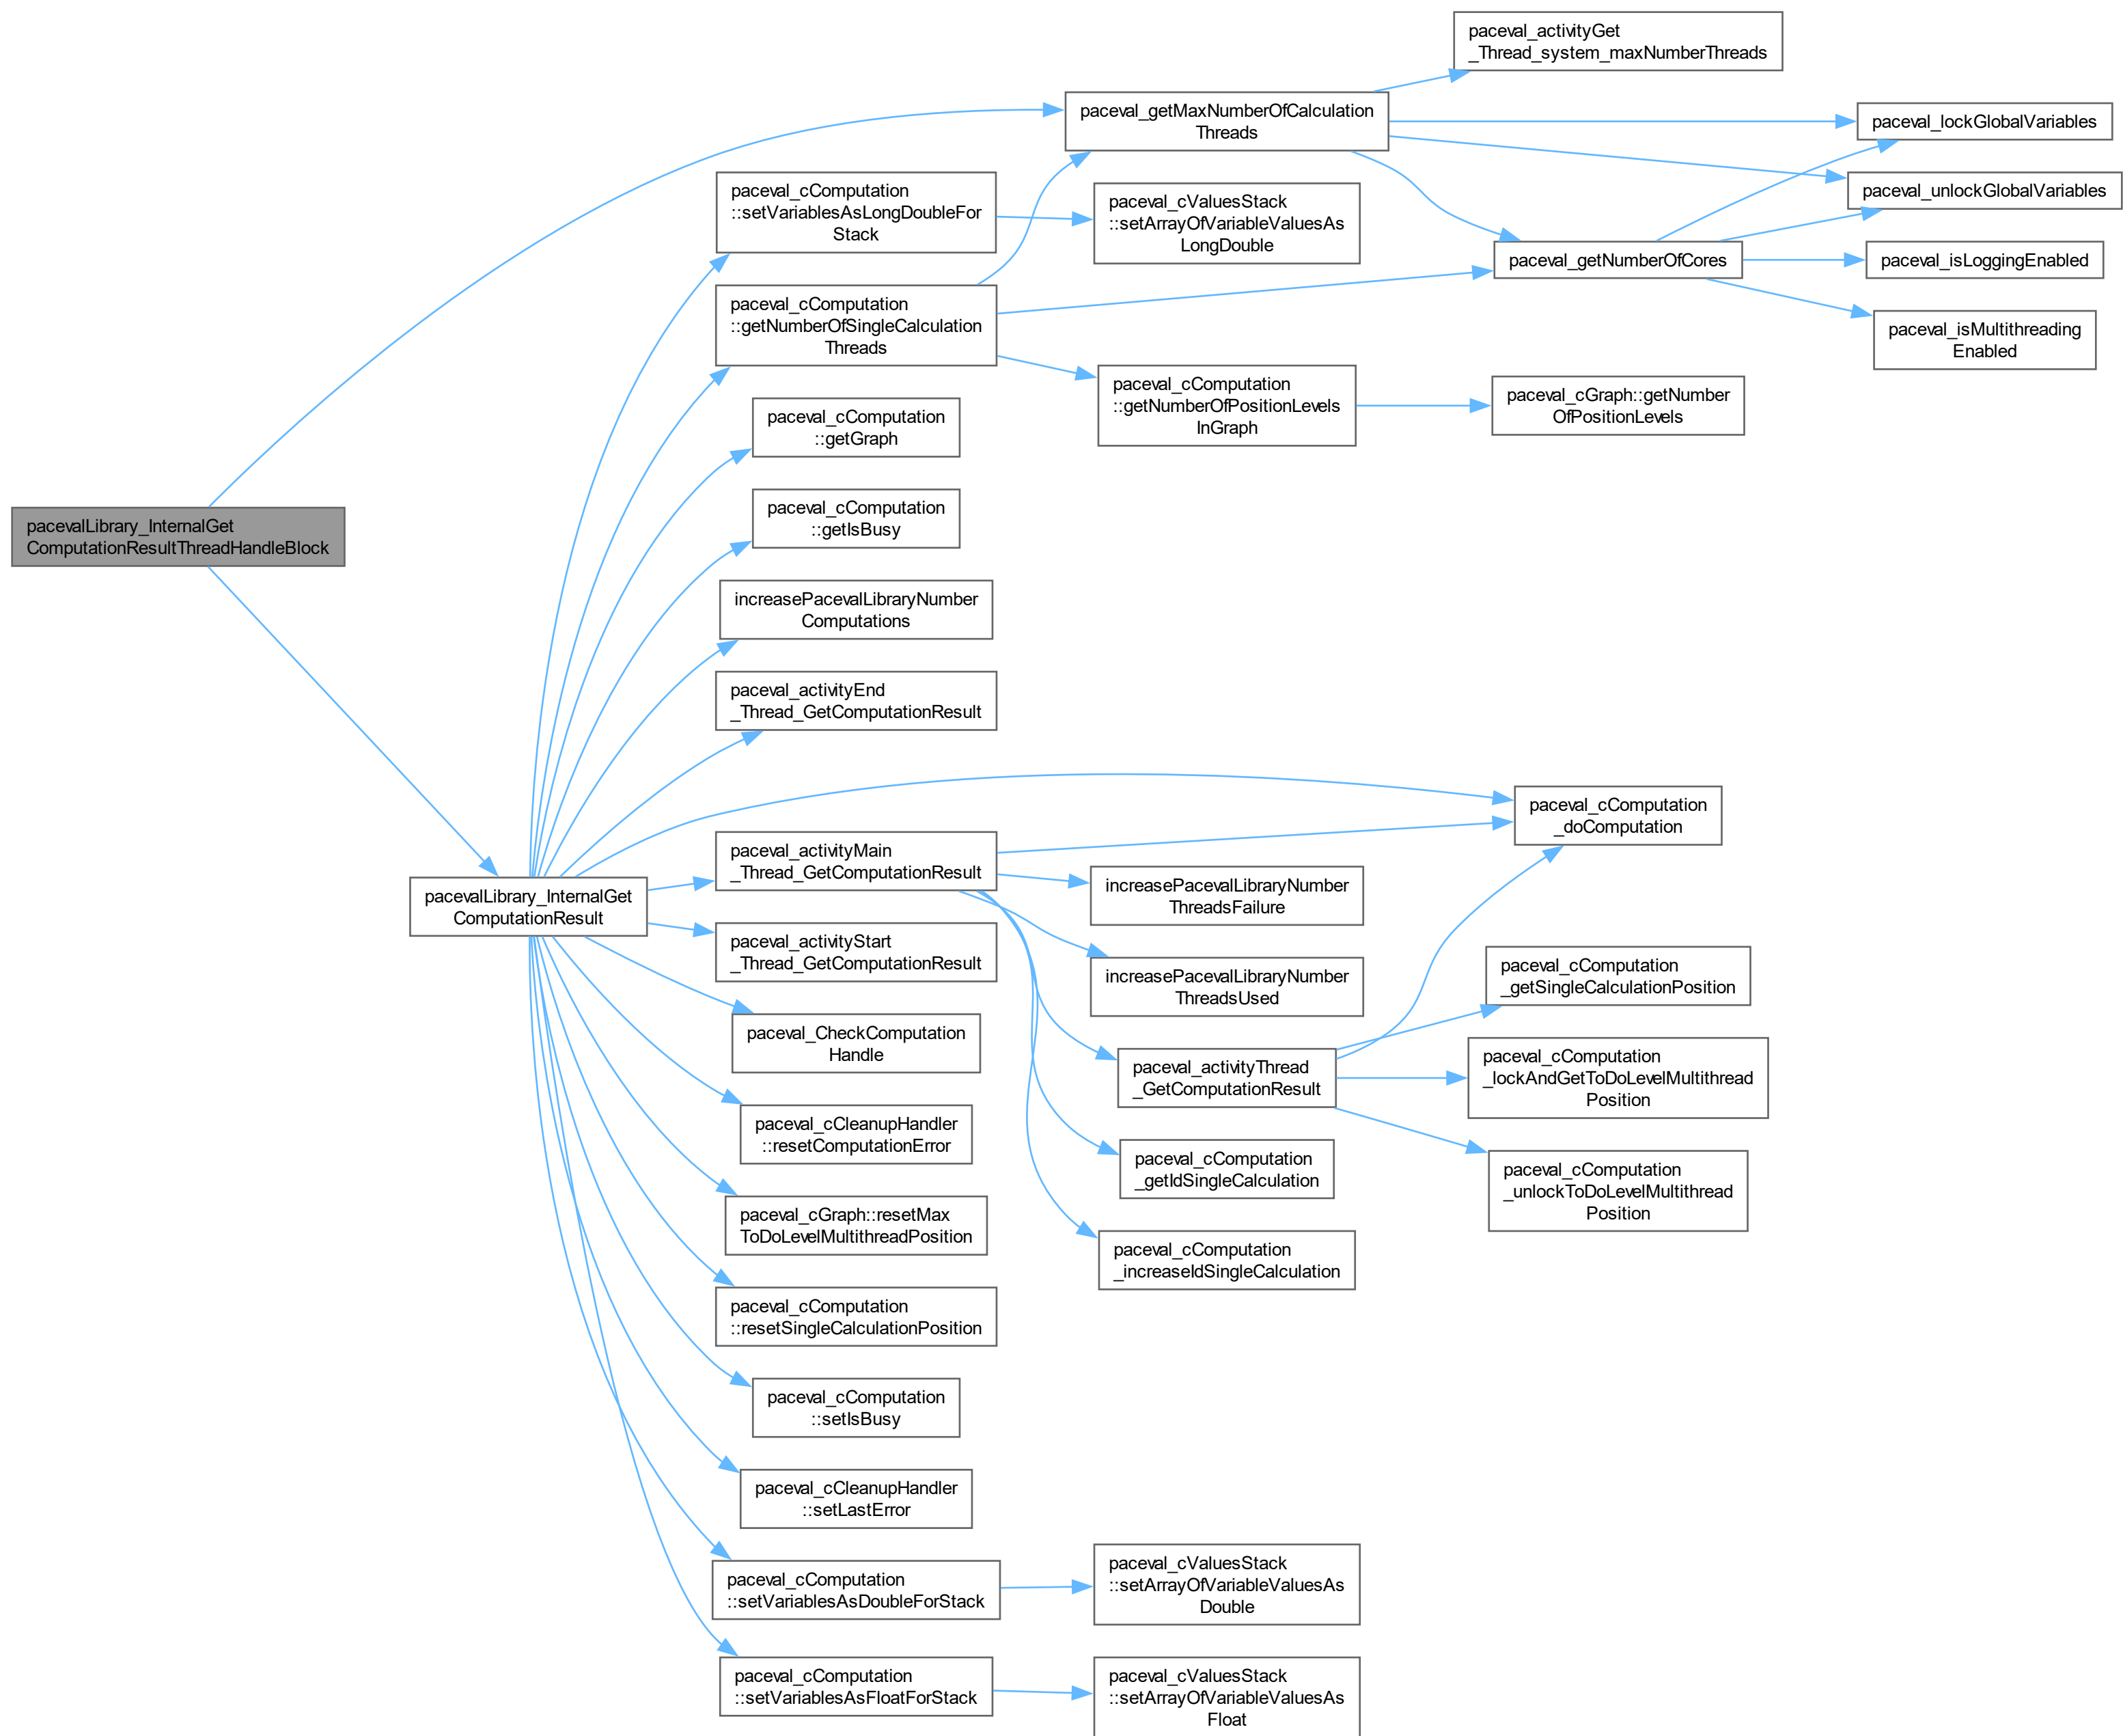 paceval_activityGet
_Thread_system_maxNumberThreads
paceval_getMaxNumberOfCalculation
Threads
paceval_lockGlobalVariables
paceval_unlockGlobalVariables
paceval_cComputation
::setVariablesAsLongDoubleFor
Stack
paceval_cValuesStack
::setArrayOfVariableValuesAs
LongDouble
paceval_getNumberOfCores
paceval_isLoggingEnabled
paceval_cComputation
::getNumberOfSingleCalculation
Threads
paceval_isMultithreading
Enabled
paceval_cComputation
::getNumberOfPositionLevels
InGraph
paceval_cGraph::getNumber
OfPositionLevels
paceval_cComputation
::getGraph
pacevalLibrary_InternalGet
ComputationResultThreadHandleBlock
paceval_cComputation
::getIsBusy
increasePacevalLibraryNumber
Computations
paceval_activityEnd
_Thread_GetComputationResult
paceval_cComputation
_doComputation
paceval_activityMain
_Thread_GetComputationResult
pacevalLibrary_InternalGet
ComputationResult
increasePacevalLibraryNumber
ThreadsFailure
paceval_activityStart
_Thread_GetComputationResult
increasePacevalLibraryNumber
ThreadsUsed
paceval_cComputation
_getSingleCalculationPosition
paceval_CheckComputation
Handle
paceval_activityThread
_GetComputationResult
paceval_cComputation
_lockAndGetToDoLevelMultithread
Position
paceval_cCleanupHandler
::resetComputationError
paceval_cComputation
_getIdSingleCalculation
paceval_cComputation
_unlockToDoLevelMultithread
Position
paceval_cGraph::resetMax
ToDoLevelMultithreadPosition
paceval_cComputation
_increaseIdSingleCalculation
paceval_cComputation
::resetSingleCalculationPosition
paceval_cComputation
::setIsBusy
paceval_cCleanupHandler
::setLastError
paceval_cComputation
::setVariablesAsDoubleForStack
paceval_cValuesStack
::setArrayOfVariableValuesAs
Double
paceval_cComputation
::setVariablesAsFloatForStack
paceval_cValuesStack
::setArrayOfVariableValuesAs
Float